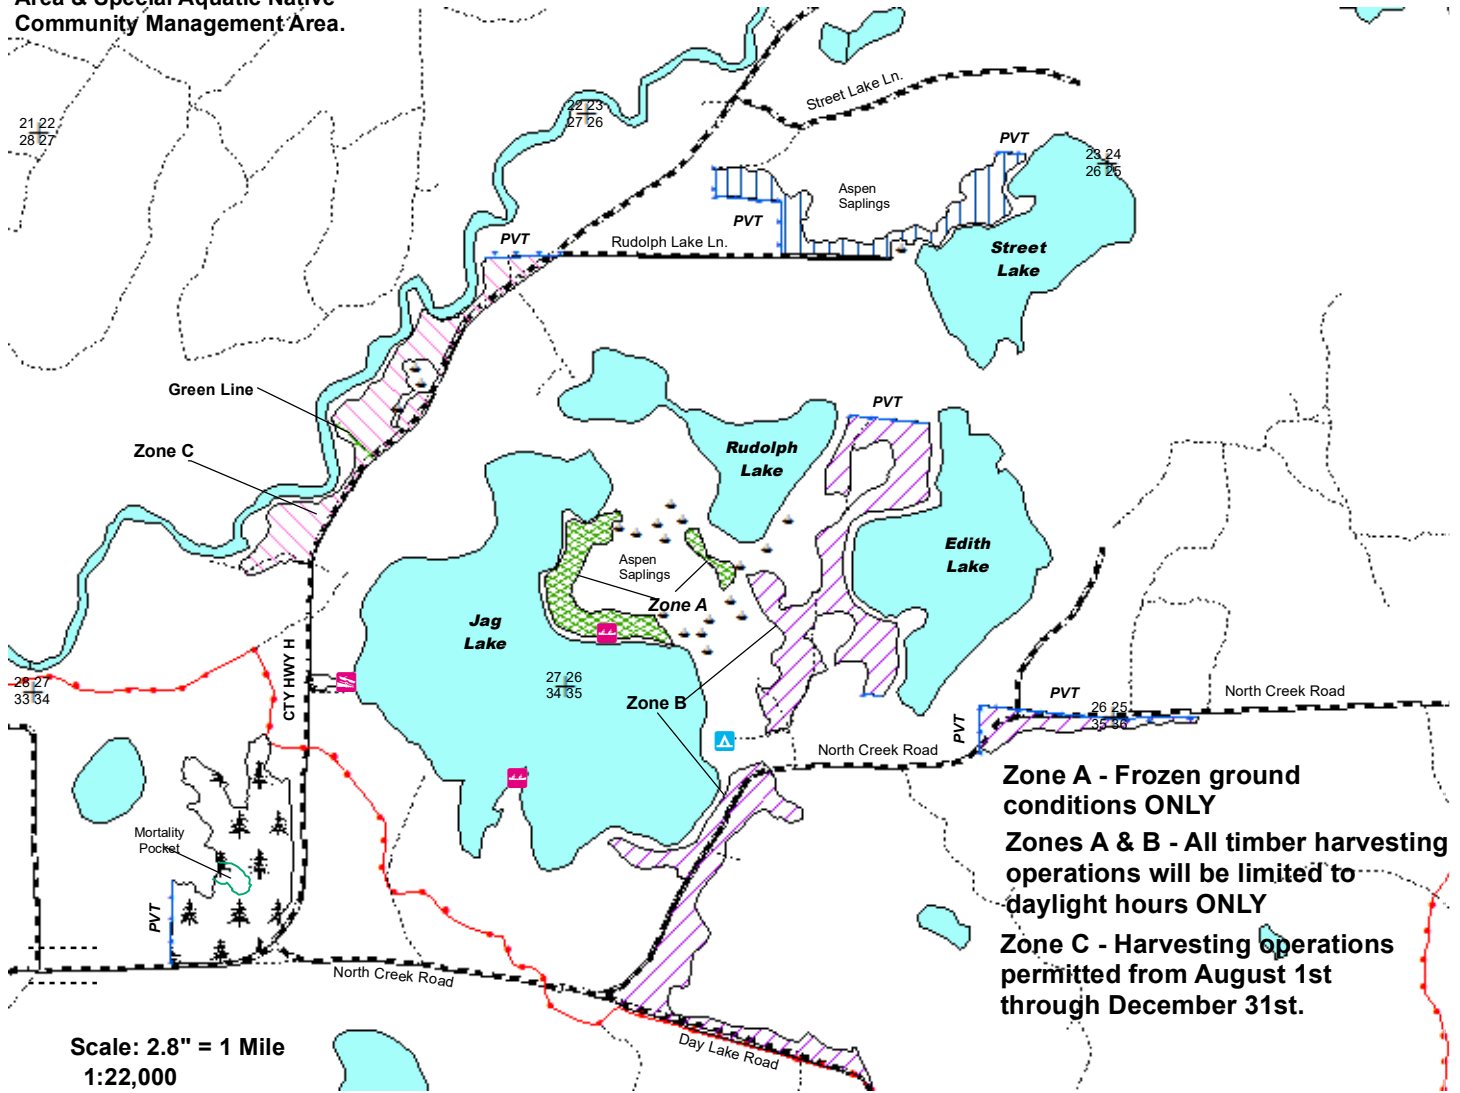 Area & Special Aquatic Native
Community Management Area.
Street Lake Ln.
21 22
28 27
22 23
27 26
PVT
23 24
26 25
Aspen
Saplings
PVT
PVT
Rudolph Lake Ln.
Street
Lake
Green Line
PVT
Zone C
Rudolph
Lake
Edith
Lake
Aspen
Saplings
Zone A
Jag
Lake
CTY HWY H
28 27
33 34
27 26
34 35
Zone B
PVT
26 25
35 36
North Creek Road
PVT
North Creek Road
Zone A - Frozen ground
conditions ONLY
Mortality
Pocket
Zones A & B - All timber harvesting
operations will be limited to
daylight hours ONLY
PVT
Zone C - Harvesting operations
permitted from August 1st
through December 31st.
North Creek Road
Day Lake Road
Scale: 2.8" = 1 Mile
1:22,000